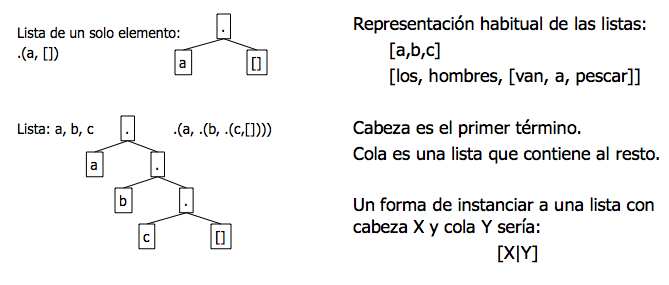 Lista de un solo elemento:
.(a, [])
.
a
[]
Lista: a, b, c
.
.(a, .(b, .(c,[])))
a
.
b
.
c
[]
Representación habitual de las listas:
[a,b,c]
[los, hombres, [van, a, pescar]]
Cabeza es el primer término.
Cola es una lista que contiene al resto.
Un forma de instanciar a una lista con
cabeza X y cola Y sería:
[X|Y]